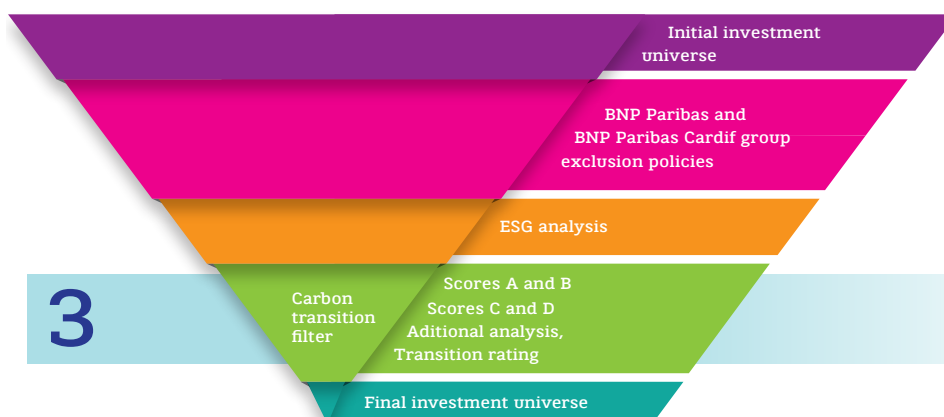 Initial investment
universe
BNP Paribas and
BNP Paribas Cardif group
exclusion policies
ESG analysis
3
Carbon
transition
filter
Scores A and B
Scores C and D
Aditional analysis,
Transition rating
Final investment universe